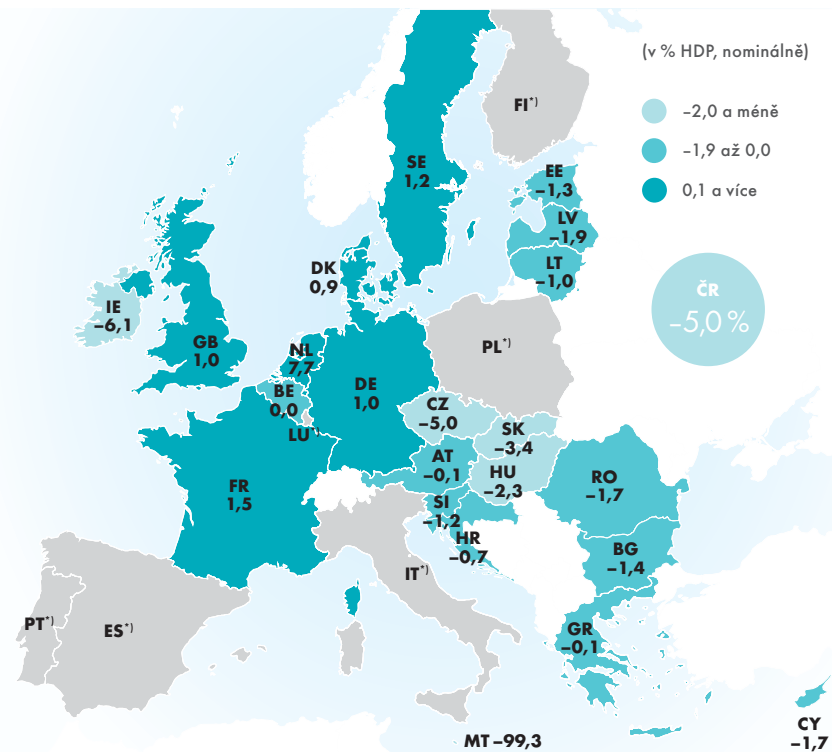 (v % HDP, nominálně)
–2,0 a méně
–1,9 až 0,0
0,1 a více
ČR
–5,0 %
FI*)
SE
1,2
EE
–1,3
LV
–1,9
LT
–1,0
DK
0,9
IE
–6,1
GB
1,0
NL
7,7
PL*)
BE
0,0
DE
1,0
LU*)
CZ
–5,0
SK
–3,4
AT
–0,1
HU
–2,3
RO
–1,7
FR
1,5
SI
–1,2
HR
–0,7
BG
–1,4
IT*)
PT*)
ES*)
GR
–0,1
CY
–1,7
MT –99,3